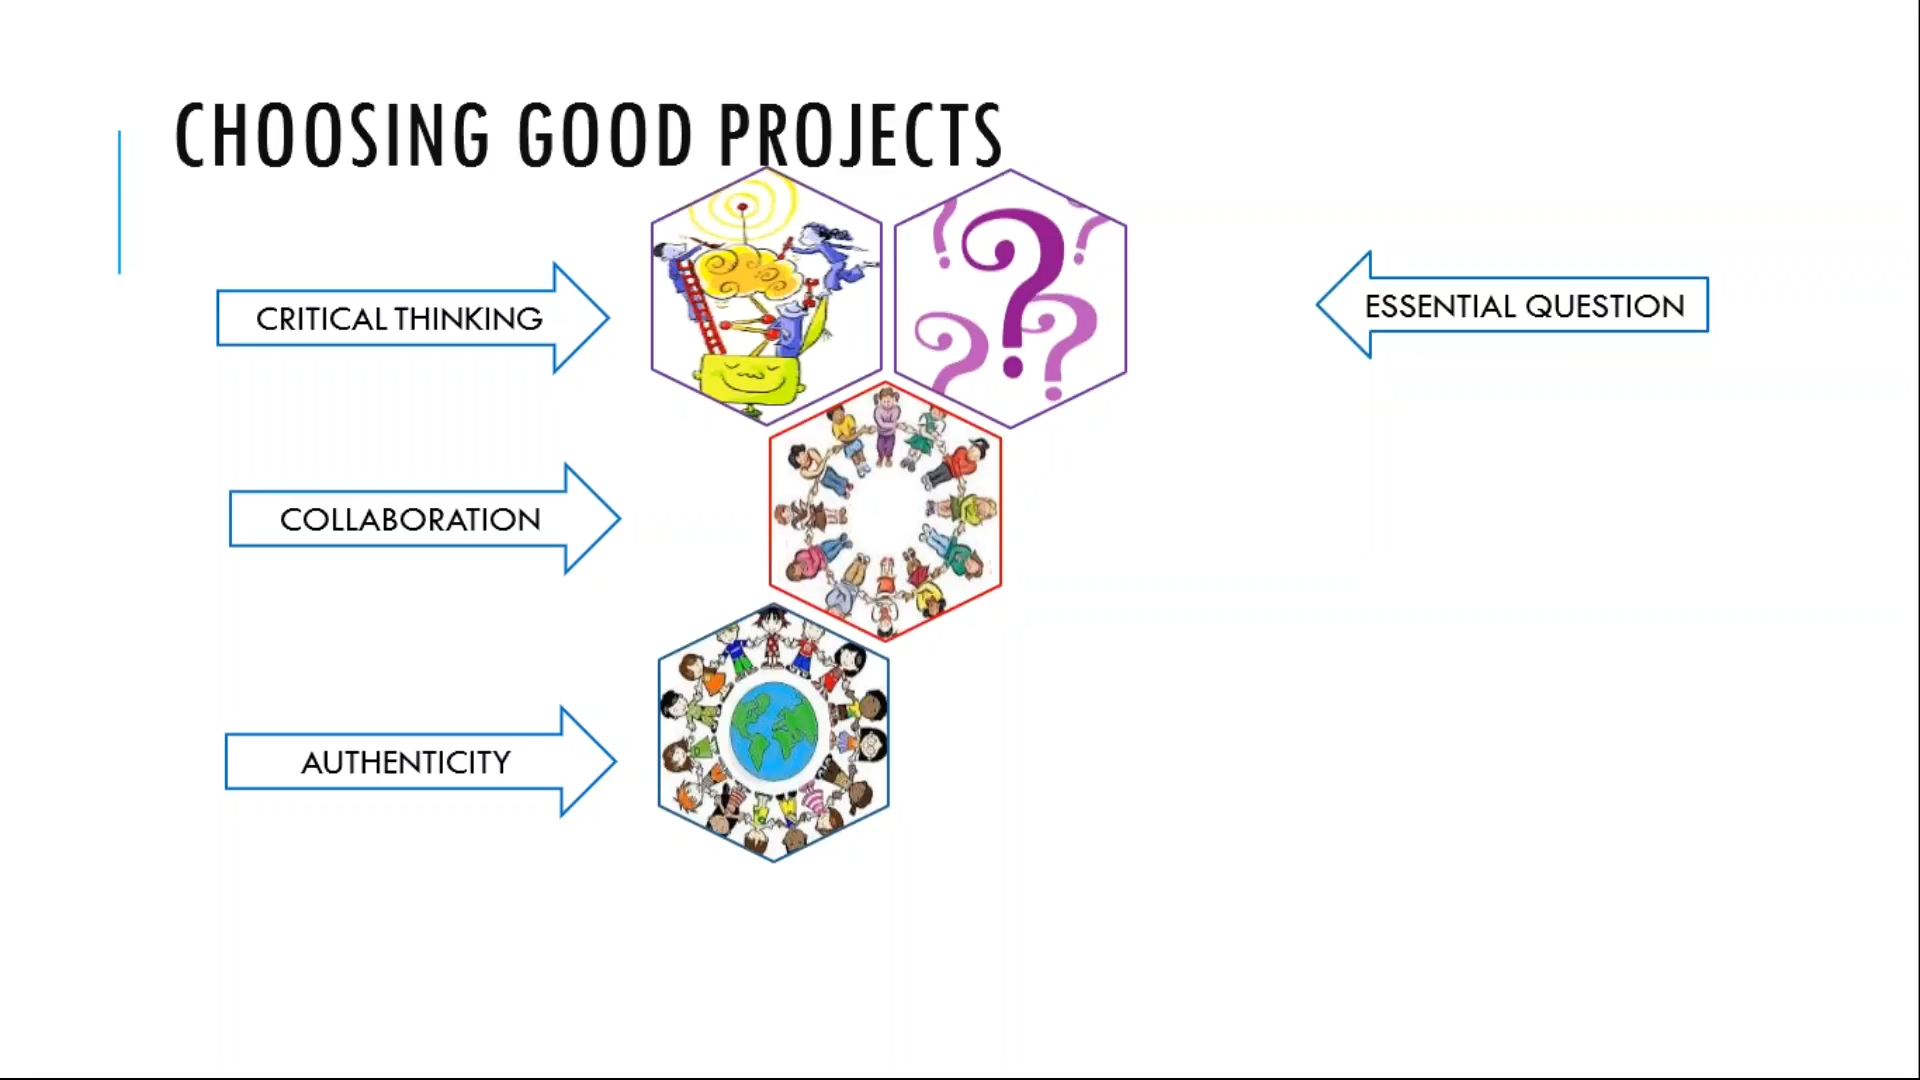 CHOOSING GOOD PROJECTS
CRITICAL THINKING
ESSENTIAL QUESTION
COLLABORATION
AUTHENTICITY